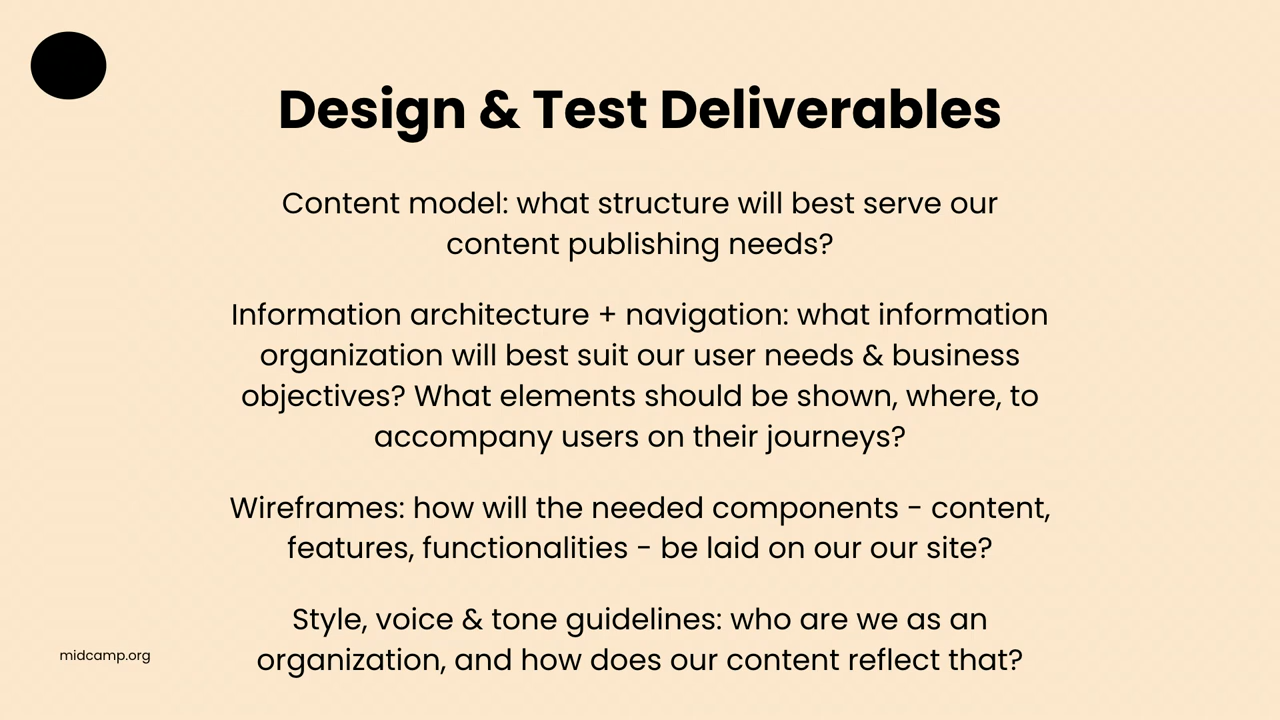 Design & Test Deliverables
Content model: what structure will best serve our
content publishing needs?
Information architecture + navigation: what information
organization will best suit our user needs & business
objectives? What elements should be shown, where, to
accompany users on their journeys?
Wireframes: how will the needed components - content,
features, functionalities - be laid on our our site?
Style, voice & tone guidelines: who are we as an
organization, and how does our content reflect that?
midcamp.org